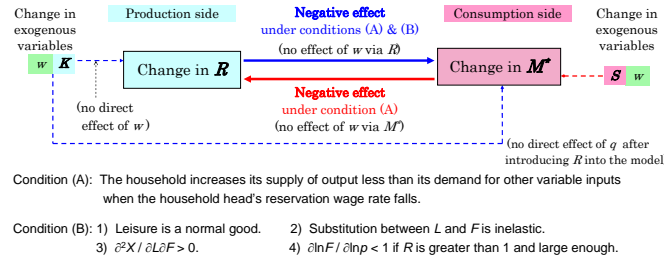 Change in
exogenous
variables
Production side
Negative effect
under conditions (A) & (B)
(no effect of w via R)
Consumption side
Change in
exogenous
variables
w K
Change in R
Change in M*
S w
(no direct
effect of w)
Negative effect
under condition (A)
(no effect of w via M*)
(no direct effect of q after
introducing R into the model
Condition (A): The household increases its supply of output less than its demand for other variable inputs
when the household head's reservation wage rate falls.
Condition (B): 1) Leisure is a normal good. 2) Substitution between L and F is inelastic.
3) ∂²X / ∂L∂F > 0. 4) ∂lnF / ∂lnp < 1 if R is greater than 1 and large enough.